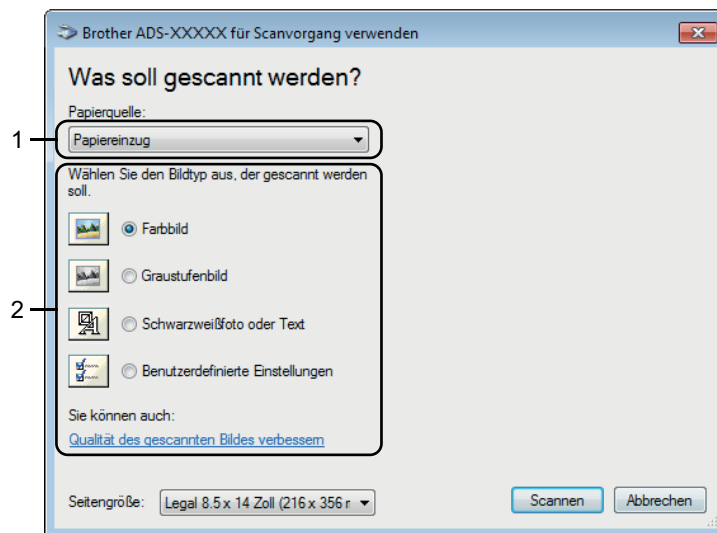 Brother ADS-XXXXX für Scanvorgang verwenden
Was soll gescannt werden?
Papierquelle:
1
Papiereinzug
Wählen Sie den Bildtyp aus, der gescannt werden
soll.
Farbbild
Graustufenbild
2
Schwarzweißfoto oder Text
Benutzerdefinierte Einstellungen
Sie können auch:
Qualität des gescannten Bildes verbessern
Seitengröße: Legal 8.5 x 14 Zoll (216 x 356 r Scannen Abbrechen